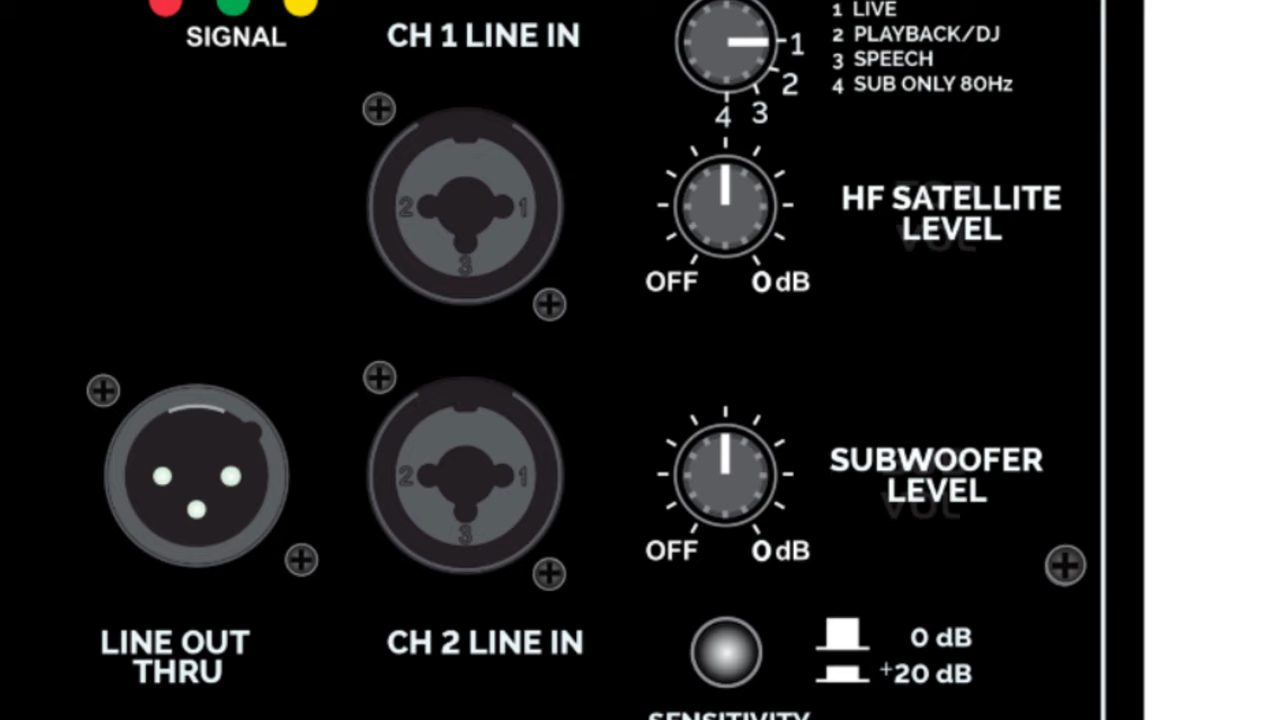 SIGNAL
CH 1 LINE IN
1
2
3
4
1 LIVE
2 PLAYBACK/DJ
3 SPEECH
4 SUB ONLY 80Hz
2
1
3
HF SATELLITE
LEVEL
OFF
0 dB
2
1
3
SUBWOOFER
LEVEL
OFF
0 dB
LINE OUT
THRU
CH 2 LINE IN
0 dB
+20 dB
SENSITIVITY